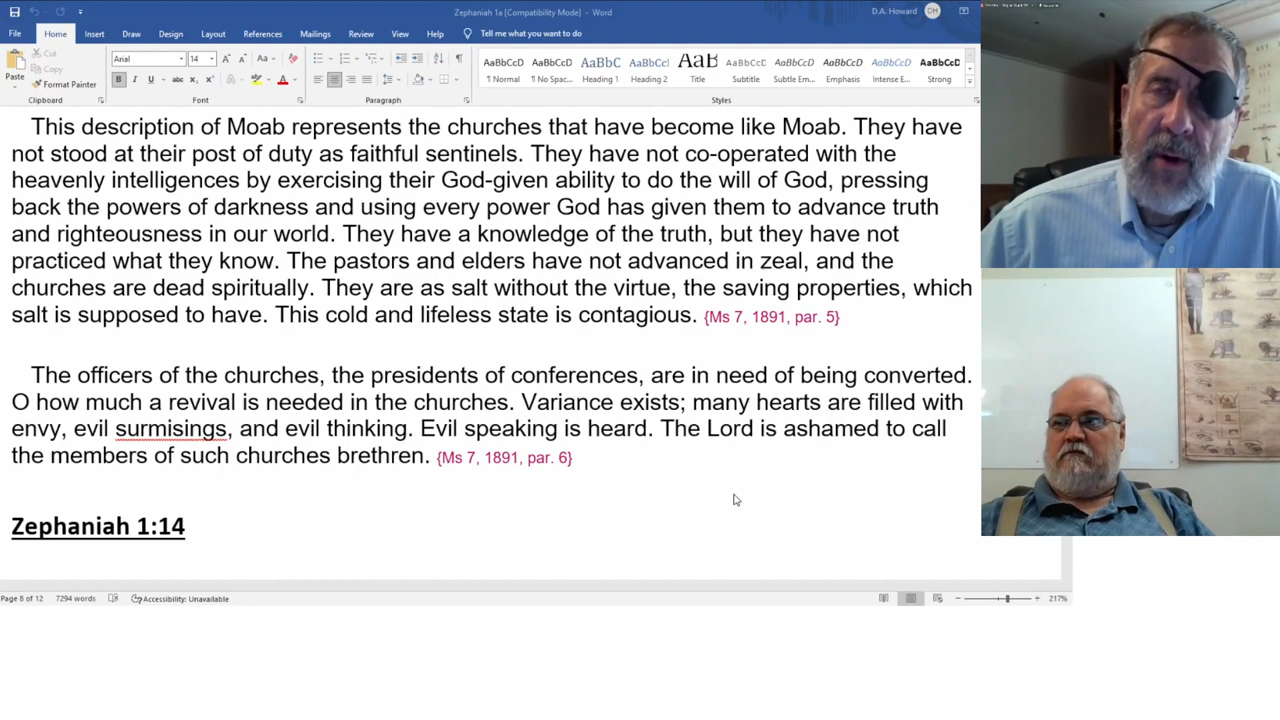 Zephaniah 1a [Compatibility Mode] - Word
D.A. Howard DH
File Home Insert Draw Design Layout References Mailings Review View Help Tell me what you want to do
Paste Cut
Copy
Format Painter
Clipboard
Arial 14 Aa
B I U abc x₂ x² A
Font
Paragraph
AaBbCcD AaBbCcD AaBbC AaBbCcI AaB AaBbCcD AaBbCcD AaBbCcD AaBbCcD AaBbCcD
¶ Normal ¶ No Spac... Heading 1 Heading 2 Title Subtitle Subtle Em... Emphasis Intense E... Strong
Styles
This description of Moab represents the churches that have become like Moab. They have
not stood at their post of duty as faithful sentinels. They have not co-operated with the
heavenly intelligences by exercising their God-given ability to do the will of God, pressing
back the powers of darkness and using every power God has given them to advance truth
and righteousness in our world. They have a knowledge of the truth, but they have not
practiced what they know. The pastors and elders have not advanced in zeal, and the
churches are dead spiritually. They are as salt without the virtue, the saving properties, which
salt is supposed to have. This cold and lifeless state is contagious. {Ms 7, 1891, par. 5}
The officers of the churches, the presidents of conferences, are in need of being converted.
O how much a revival is needed in the churches. Variance exists; many hearts are filled with
envy, evil surmisings, and evil thinking. Evil speaking is heard. The Lord is ashamed to call
the members of such churches brethren. {Ms 7, 1891, par. 6}
Zephaniah 1:14
Page 8 of 12 7294 words Accessibility: Unavailable 217%